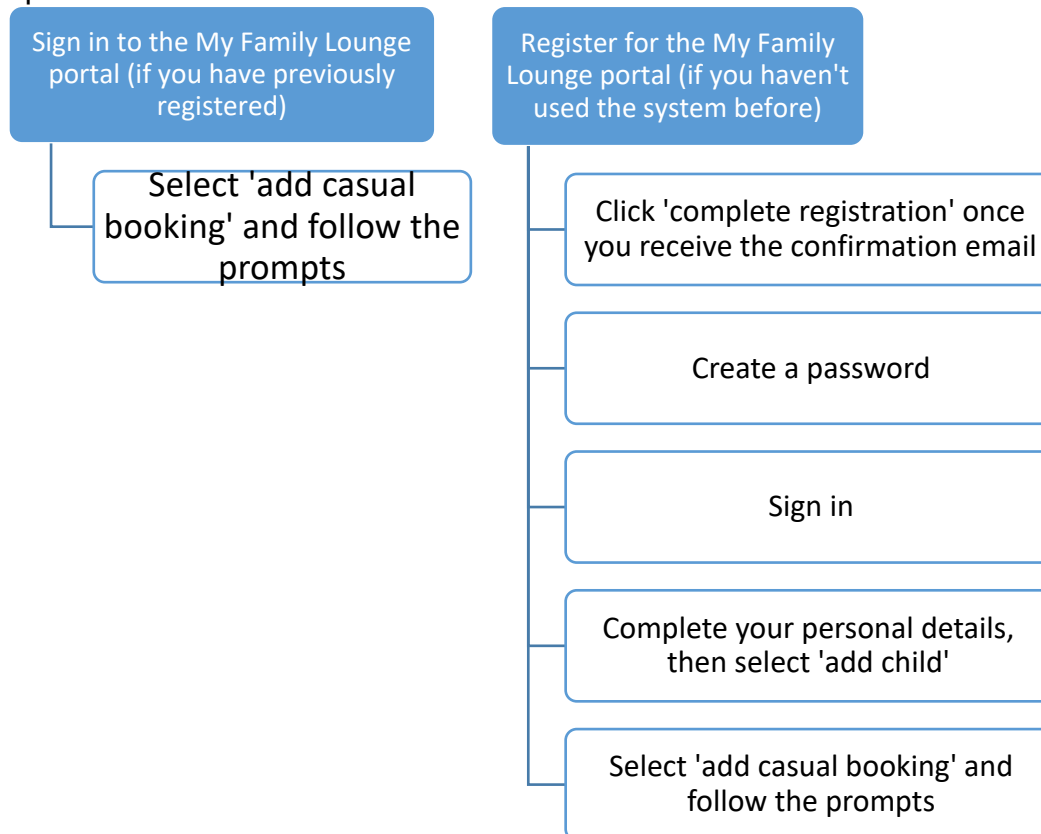 Sign in to the My Family Lounge
portal (if you have previously
registered)
Select 'add casual
booking' and follow the
prompts
Register for the My Family
Lounge portal (if you haven't
used the system before)
Click 'complete registration' once
you receive the confirmation email
Create a password
Sign in
Complete your personal details,
then select 'add child'
Select 'add casual booking' and
follow the prompts